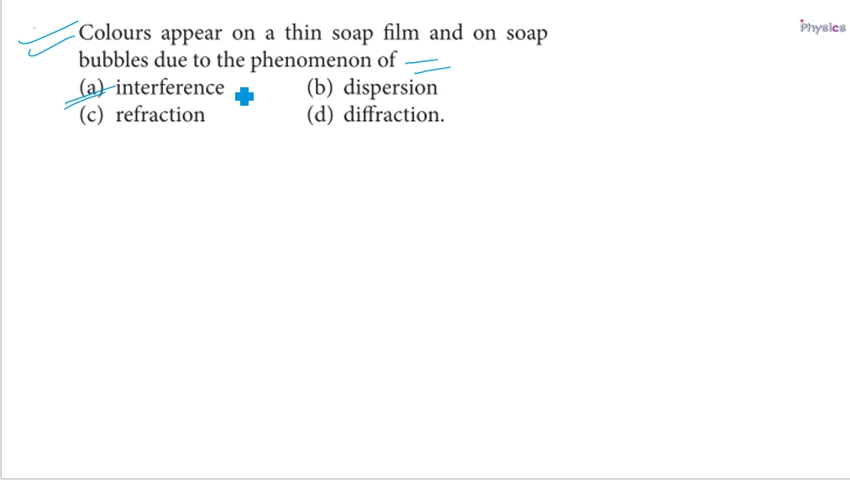 Physics
Colours appear on a thin soap film and on soap
bubbles due to the phenomenon of
(a) interference (b) dispersion
(c) refraction (d) diffraction.